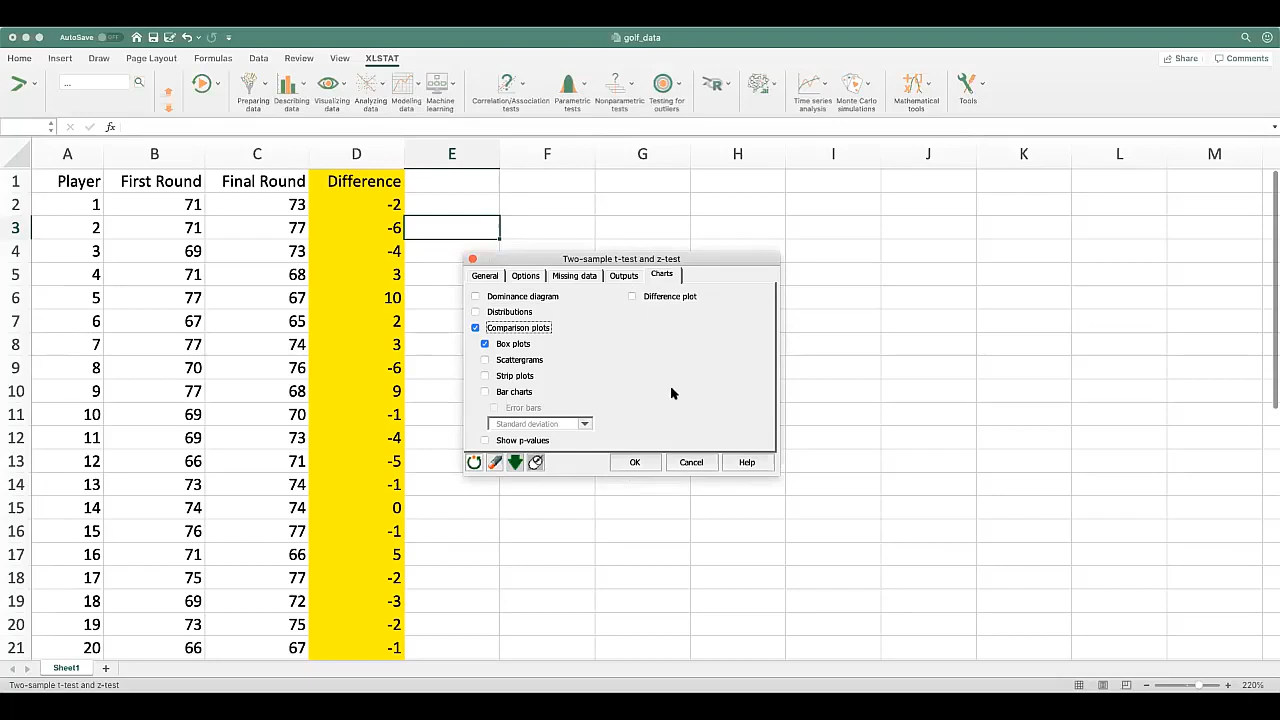 AutoSave OFF
golf_data
Home Insert Draw Page Layout Formulas Data Review View XLSTAT Share Comments
...
Preparing data
Describing data
Visualizing data
Analyzing data
Modeling data
Machine learning
Correlation/Association tests
Parametric tests
Nonparametric tests
Testing for outliers
R
Time series analysis
Monte Carlo simulations
Mathematical tools
Tools
fx
A B C D E F G H I J K L M
1 Player First Round Final Round Difference
2 1 71 73 -2
3 2 71 77 -6
4 3 69 73 -4
5 4 71 68 3
6 5 77 67 10
7 6 67 65 2
8 7 77 74 3
9 8 70 76 -6
10 9 77 68 9
11 10 69 70 -1
12 11 69 73 -4
13 12 66 71 -5
14 13 73 74 -1
15 14 74 74 0
16 15 76 77 -1
17 16 71 66 5
18 17 75 77 -2
19 18 69 72 -3
20 19 73 75 -2
21 20 66 67 -1
Two-sample t-test and z-test
General Options Missing data Outputs Charts
Dominance diagram Difference plot
Distributions
Comparison plots
Box plots
Scattergrams
Strip plots
Bar charts
Error bars
Standard deviation
Show p-values
OK Cancel Help
Sheet1 +
Two-sample t-test and z-test
220%